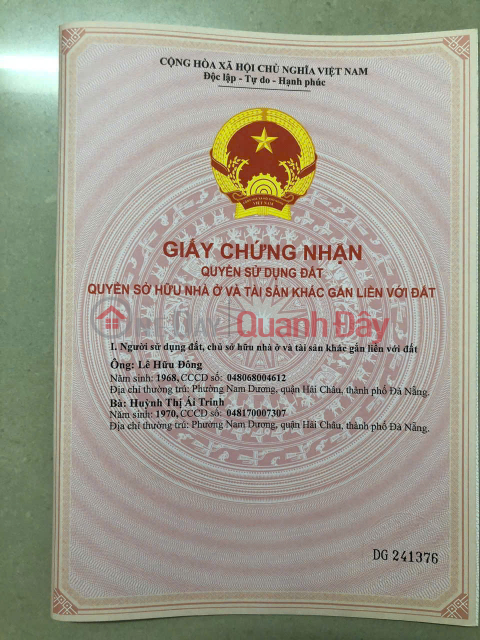 CỘNG HÒA XÃ HỘI CHỦ NGHĨA VIỆT NAM
Độc lập - Tự do - Hạnh phúc
VIỆT NAM
GIẤY CHỨNG NHẬN
QUYỀN SỬ DỤNG ĐẤT
QUYỀN SỞ HỮU NHÀ Ở VÀ TÀI SẢN KHÁC GẮN LIỀN VỚI ĐẤT
Quanh Đây
I. Người sử dụng đất, chủ sở hữu nhà ở và tài sản khác gắn liền với đất
Ông: Lê Hữu Đông
Năm sinh: 1968, CCCD số: 048068004612
Địa chỉ thường trú: Phường Nam Dương, quận Hải Châu, thành phố Đà Nẵng.
Bà: Huỳnh Thị Ái Trinh
Năm sinh: 1970, CCCD số: 048170007307
Địa chỉ thường trú: Phường Nam Dương, quận Hải Châu, thành phố Đà Nẵng.
DG 241376